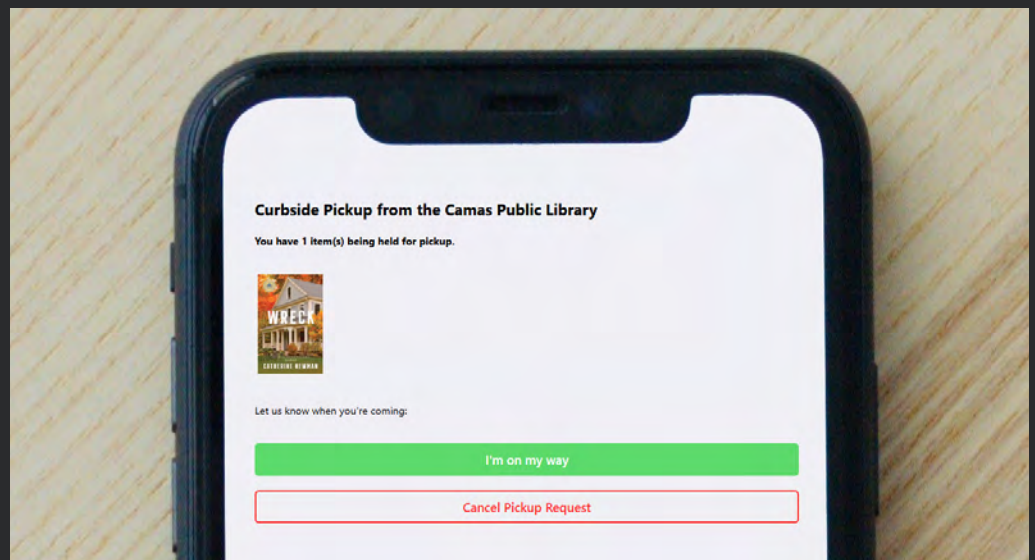 Curbside Pickup from the Camas Public Library
You have 1 item(s) being held for pickup.
WRECK
CATHERINE NEWMAN
Let us know when you're coming:
I'm on my way
Cancel Pickup Request